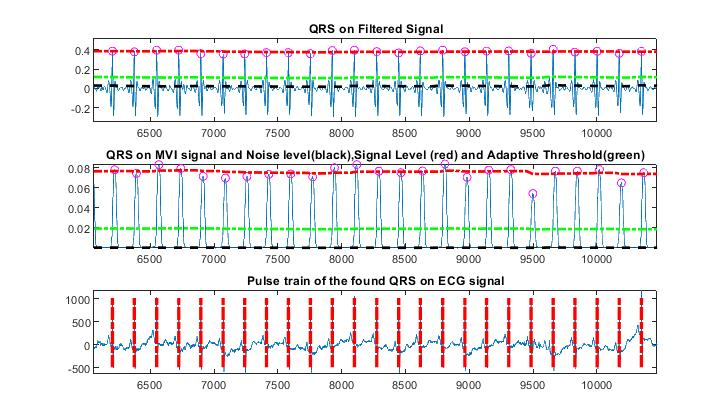 QRS on Filtered Signal
0.4
0.2
0
-0.2
6500 7000 7500 8000 8500 9000 9500 10000
QRS on MVI signal and Noise level(black),Signal Level (red) and Adaptive Threshold(green)
0.08
0.06
0.04
0.02
6500 7000 7500 8000 8500 9000 9500 10000
Pulse train of the found QRS on ECG signal
1000
500
0
-500
6500 7000 7500 8000 8500 9000 9500 10000